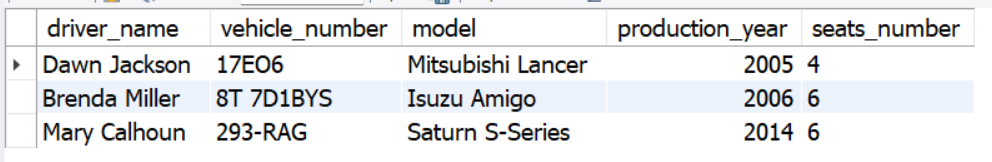 driver_name vehicle_number model production_year seats_number
Dawn Jackson 17EO6 Mitsubishi Lancer 2005 4
Brenda Miller 8T 7D1BYS Isuzu Amigo 2006 6
Mary Calhoun 293-RAG Saturn S-Series 2014 6